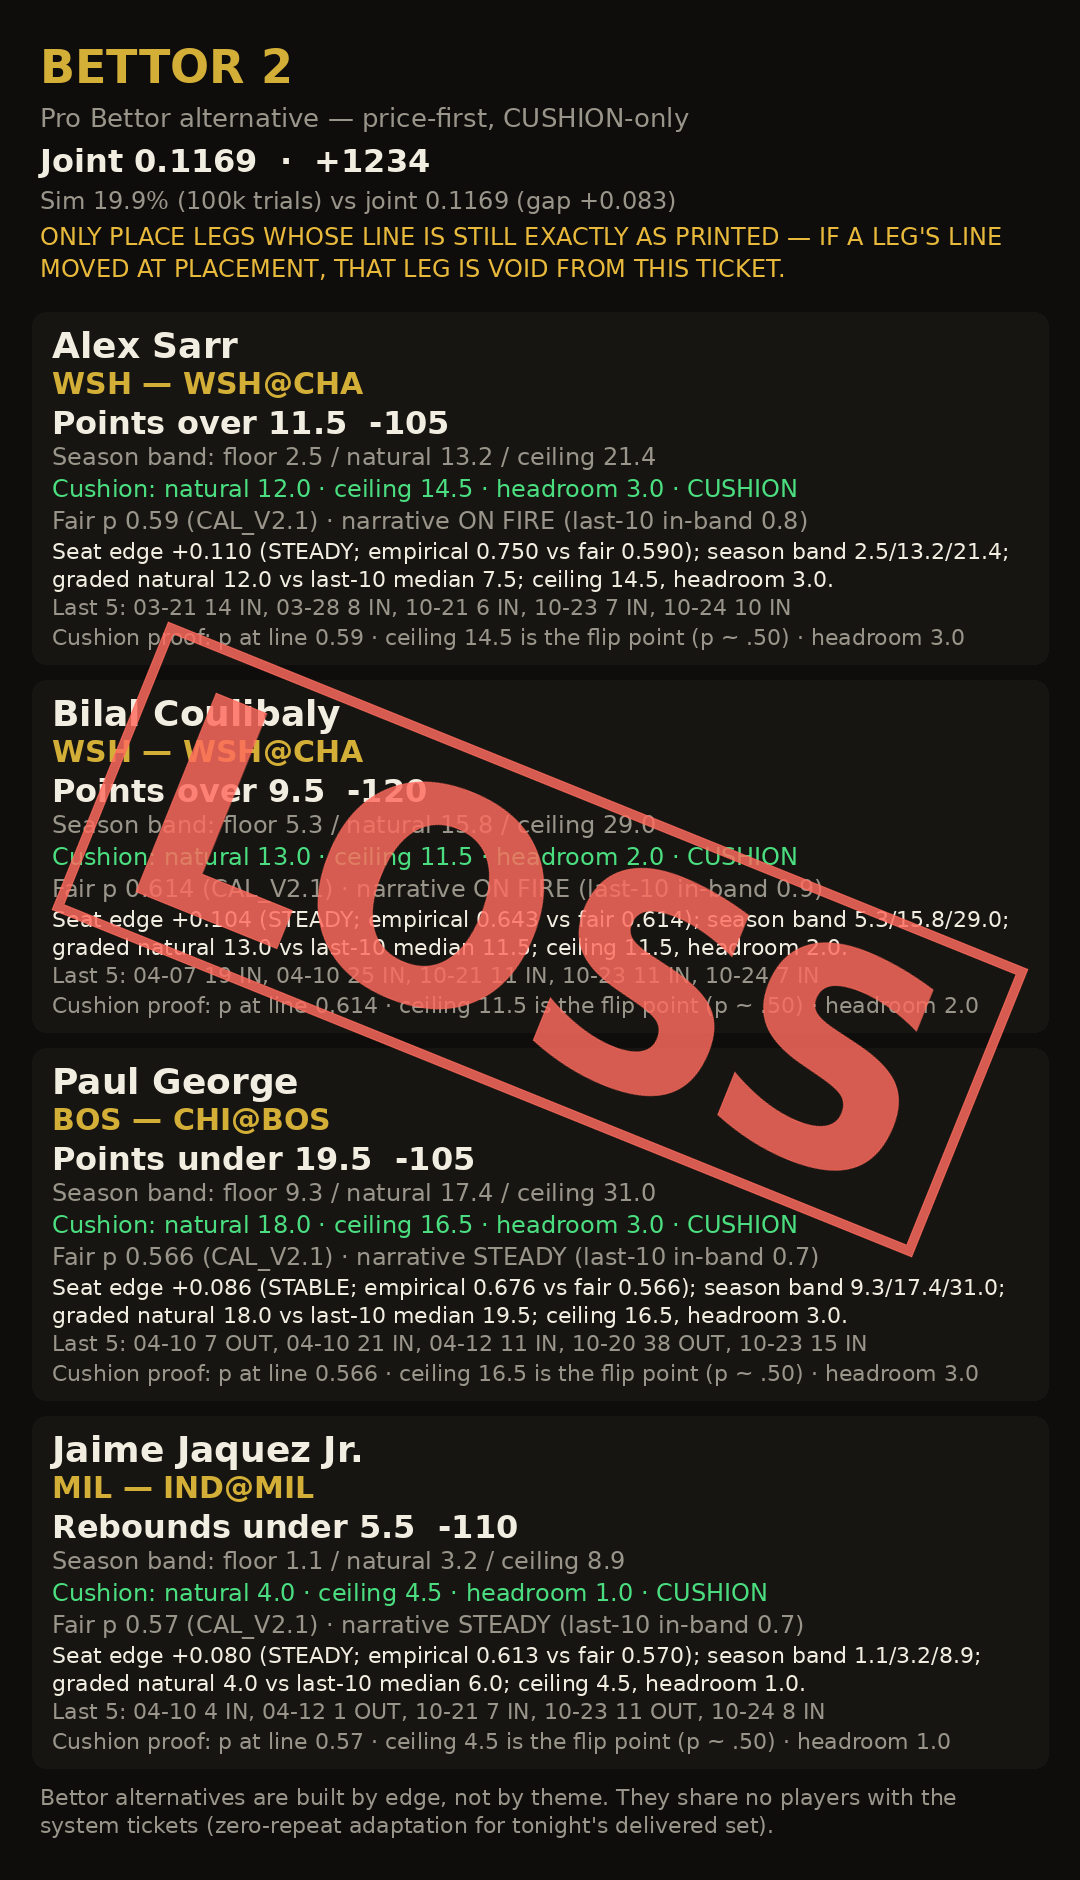 BETTOR 2
Pro Bettor alternative — price-first, CUSHION-only
Joint 0.1169 · +1234
Sim 19.9% (100k trials) vs joint 0.1169 (gap +0.083)
ONLY PLACE LEGS WHOSE LINE IS STILL EXACTLY AS PRINTED — IF A LEG'S LINE
MOVED AT PLACEMENT, THAT LEG IS VOID FROM THIS TICKET.
Alex Sarr
WSH — WSH@CHA
Points over 11.5 -105
Season band: floor 2.5 / natural 13.2 / ceiling 21.4
Cushion: natural 12.0 · ceiling 14.5 · headroom 3.0 · CUSHION
Fair p 0.59 (CAL_V2.1) · narrative ON FIRE (last-10 in-band 0.8)
Seat edge +0.110 (STEADY; empirical 0.750 vs fair 0.590); season band 2.5/13.2/21.4;
graded natural 12.0 vs last-10 median 7.5; ceiling 14.5, headroom 3.0.
Last 5: 03-21 14 IN, 03-28 8 IN, 10-21 6 IN, 10-23 7 IN, 10-24 10 IN
Cushion proof: p at line 0.59 · ceiling 14.5 is the flip point (p ~ .50) · headroom 3.0
Bilal Coulibaly
WSH — WSH@CHA
Points over 9.5 -120
Season band: floor 5.3 / natural 15.8 / ceiling 29.0
Cushion: natural 13.0 · ceiling 11.5 · headroom 2.0 · CUSHION
Fair p 0.614 (CAL_V2.1) · narrative ON FIRE (last-10 in-band 0.9)
Seat edge +0.104 (STEADY; empirical 0.643 vs fair 0.614); season band 5.3/15.8/29.0;
graded natural 13.0 vs last-10 median 11.5; ceiling 11.5, headroom 2.0.
Last 5: 04-07 19 IN, 04-10 25 IN, 10-21 11 IN, 10-23 11 IN, 10-24 7 IN
Cushion proof: p at line 0.614 · ceiling 11.5 is the flip point (p ~ .50) · headroom 2.0
LOSS
Paul George
BOS — CHI@BOS
Points under 19.5 -105
Season band: floor 9.3 / natural 17.4 / ceiling 31.0
Cushion: natural 18.0 · ceiling 16.5 · headroom 3.0 · CUSHION
Fair p 0.566 (CAL_V2.1) · narrative STEADY (last-10 in-band 0.7)
Seat edge +0.086 (STABLE; empirical 0.676 vs fair 0.566); season band 9.3/17.4/31.0;
graded natural 18.0 vs last-10 median 19.5; ceiling 16.5, headroom 3.0.
Last 5: 04-10 7 OUT, 04-10 21 IN, 04-12 11 IN, 10-20 38 OUT, 10-23 15 IN
Cushion proof: p at line 0.566 · ceiling 16.5 is the flip point (p ~ .50) · headroom 3.0
Jaime Jaquez Jr.
MIL — IND@MIL
Rebounds under 5.5 -110
Season band: floor 1.1 / natural 3.2 / ceiling 8.9
Cushion: natural 4.0 · ceiling 4.5 · headroom 1.0 · CUSHION
Fair p 0.57 (CAL_V2.1) · narrative STEADY (last-10 in-band 0.7)
Seat edge +0.080 (STEADY; empirical 0.613 vs fair 0.570); season band 1.1/3.2/8.9;
graded natural 4.0 vs last-10 median 6.0; ceiling 4.5, headroom 1.0.
Last 5: 04-10 4 IN, 04-12 1 OUT, 10-21 7 IN, 10-23 11 OUT, 10-24 8 IN
Cushion proof: p at line 0.57 · ceiling 4.5 is the flip point (p ~ .50) · headroom 1.0
Bettor alternatives are built by edge, not by theme. They share no players with the
system tickets (zero-repeat adaptation for tonight's delivered set).